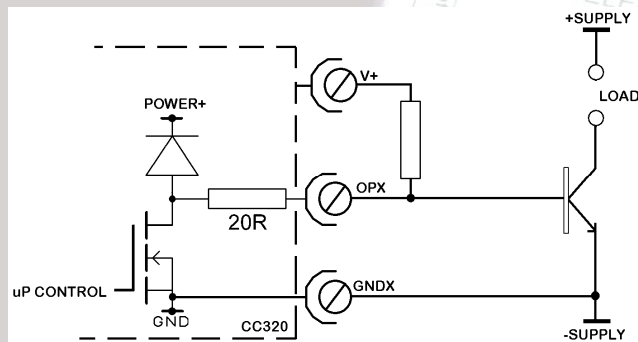 +SUPPLY
V+
LOAD
POWER+
OPX
20R
GNDX
uP CONTROL
GND
CC320
-SUPPLY